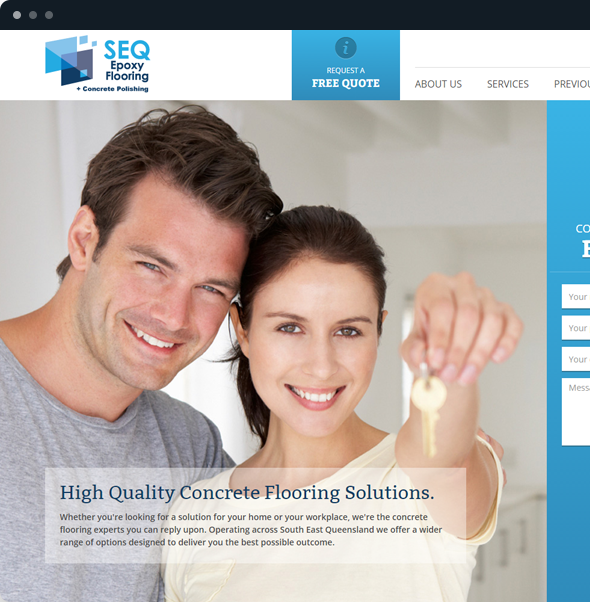 SEQ
Epoxy
Flooring
+ Concrete Polishing
REQUEST A
FREE QUOTE
ABOUT US
SERVICES
High Quality Concrete Flooring Solutions.
Whether you're looking for a solution for your home or your workplace, we're the concrete
flooring experts you can reply upon. Operating across South East Queensland we offer a wider
range of options designed to deliver you the best possible outcome.
Your
Your
Your